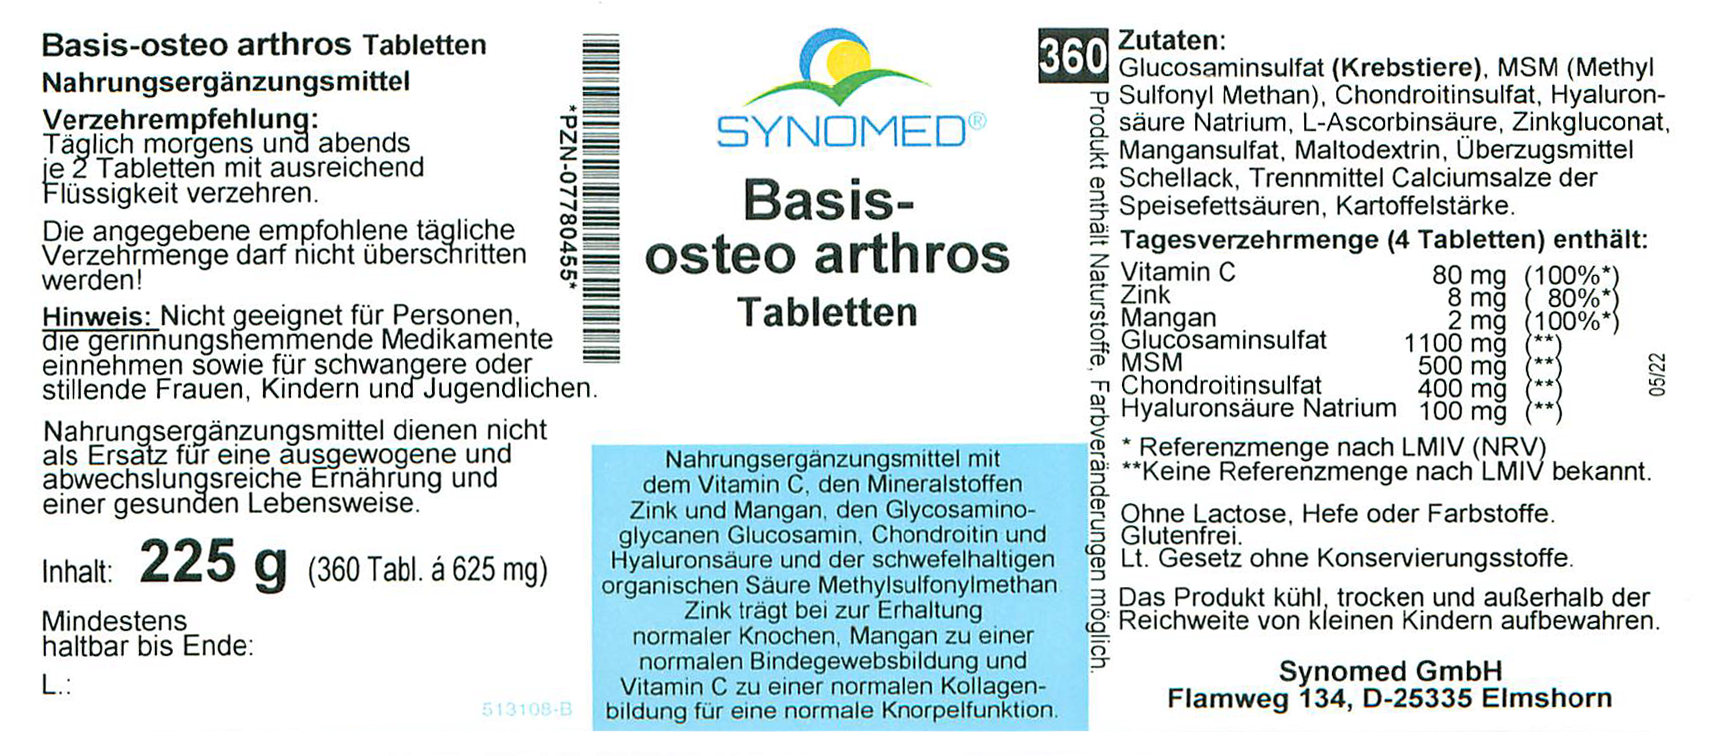 Basis-osteo arthros Tabletten
Nahrungsergänzungsmittel
Verzehrempfehlung:
Täglich morgens und abends
je 2 Tabletten mit ausreichend
Flüssigkeit verzehren.
Die angegebene empfohlene tägliche
Verzehrmenge darf nicht überschritten
werden!
Hinweis: Nicht geeignet für Personen,
die gerinnungshemmende Medikamente
einnehmen sowie für schwangere oder
stillende Frauen, Kindern und Jugendlichen.
Nahrungsergänzungsmittel dienen nicht
als Ersatz für eine ausgewogene und
abwechslungsreiche Ernährung und
einer gesunden Lebensweise.
Inhalt: 225 g (360 Tabl. á 625 mg)
Mindestens
haltbar bis Ende:
L.:
513108-B
*PZN-07780455*
SYNOMED®
Basis-
osteo arthros
Tabletten
Nahrungsergänzungsmittel mit
dem Vitamin C, den Mineralstoffen
Zink und Mangan, den Glycosamino-
glycanen Glucosamin, Chondroitin und
Hyaluronsäure und der schwefelhaltigen
organischen Säure Methylsulfonylmethan
Zink trägt bei zur Erhaltung
normaler Knochen, Mangan zu einer
normalen Bindegewebsbildung und
Vitamin C zu einer normalen Kollagen-
bildung für eine normale Knorpelfunktion.
360
Produkt enthält Naturstoffe, Farbveränderungen möglich.
Zutaten:
Glucosaminsulfat (Krebstiere), MSM (Methyl
Sulfonyl Methan), Chondroitinsulfat, Hyaluron-
säure Natrium, L-Ascorbinsäure, Zinkgluconat,
Mangansulfat, Maltodextrin, Überzugsmittel
Schellack, Trennmittel Calciumsalze der
Speisefettsäuren, Kartoffelstärke.
Tagesverzehrmenge (4 Tabletten) enthält:
Vitamin C 80 mg (100%*)
Zink 8 mg ( 80%*)
Mangan 2 mg (100%*)
Glucosaminsulfat 1100 mg (**)
MSM 500 mg (**)
Chondroitinsulfat 400 mg (**)
Hyaluronsäure Natrium 100 mg (**)
05/22
* Referenzmenge nach LMIV (NRV)
**Keine Referenzmenge nach LMIV bekannt.
Ohne Lactose, Hefe oder Farbstoffe.
Glutenfrei.
Lt. Gesetz ohne Konservierungsstoffe.
Das Produkt kühl, trocken und außerhalb der
Reichweite von kleinen Kindern aufbewahren.
Synomed GmbH
Flamweg 134, D-25335 Elmshorn